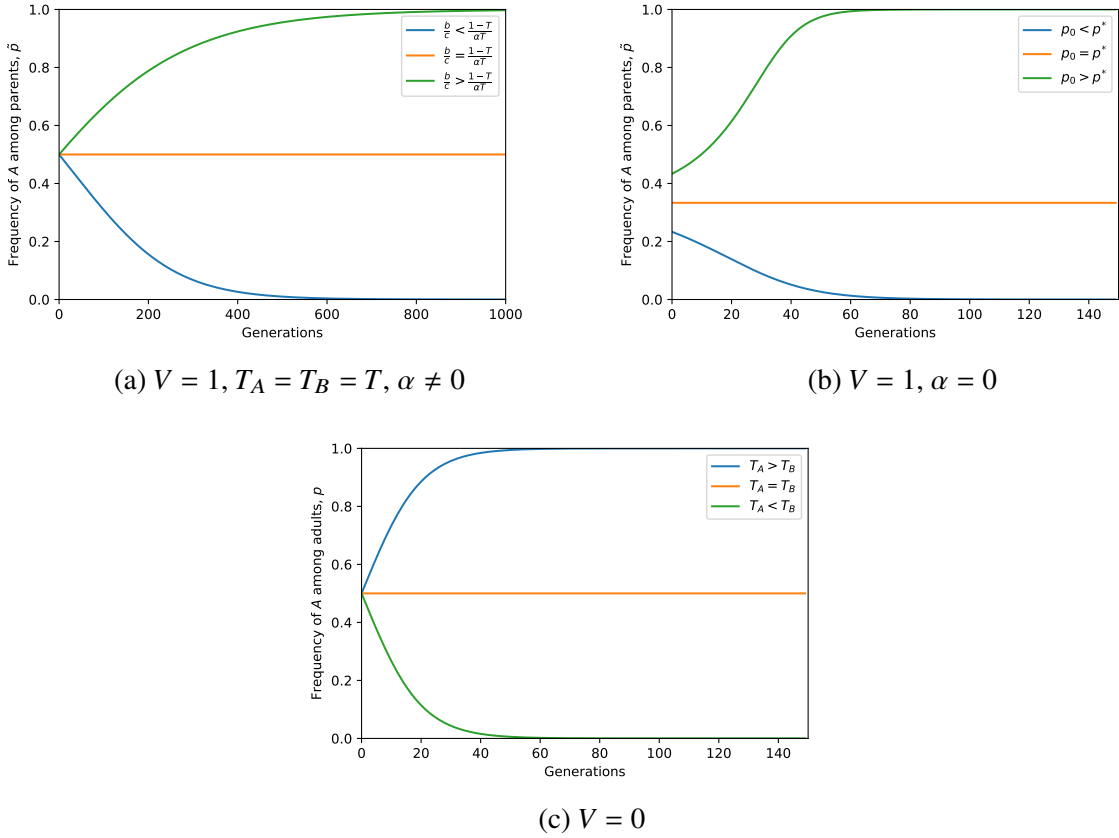 1.0
0.8
0.6
0.4
0.2
0.0
Frequency of A among parents, p̃
0 200 400 600 800 1000
Generations
b/c < (1−T)/(αT)
b/c = (1−T)/(αT)
b/c > (1−T)/(αT)
(a) V = 1, T_A = T_B = T, α ≠ 0
1.0
0.8
0.6
0.4
0.2
0.0
Frequency of A among parents, p̃
0 20 40 60 80 100 120 140
Generations
p₀ < p*
p₀ = p*
p₀ > p*
(b) V = 1, α = 0
1.0
0.8
0.6
0.4
0.2
0.0
Frequency of A among adults, p
0 20 40 60 80 100 120 140
Generations
T_A > T_B
T_A = T_B
T_A < T_B
(c) V = 0